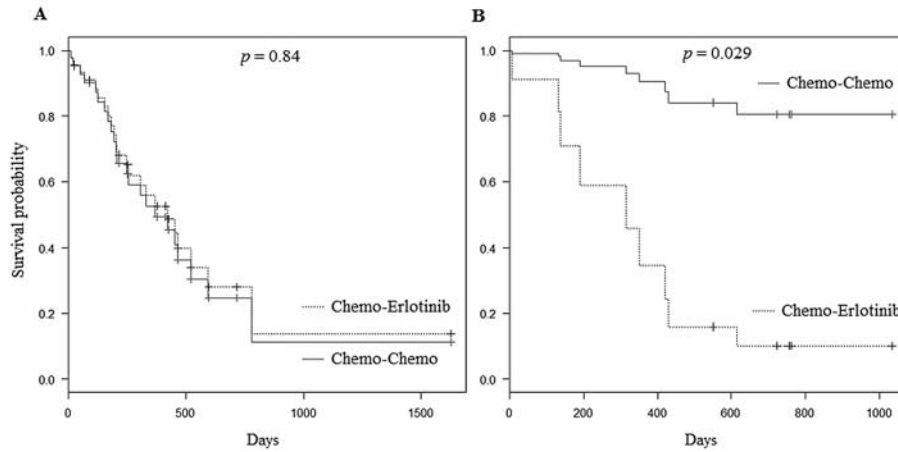 A
p = 0.84
1.0
0.8
0.6
0.4
0.2
0.0
Survival probability
Chemo-Erlotinib
Chemo-Chemo
0
500
1000
1500
Days
B
p = 0.029
1.0
0.8
0.6
0.4
0.2
0.0
Chemo-Chemo
Chemo-Erlotinib
0
200
400
600
800
1000
Days